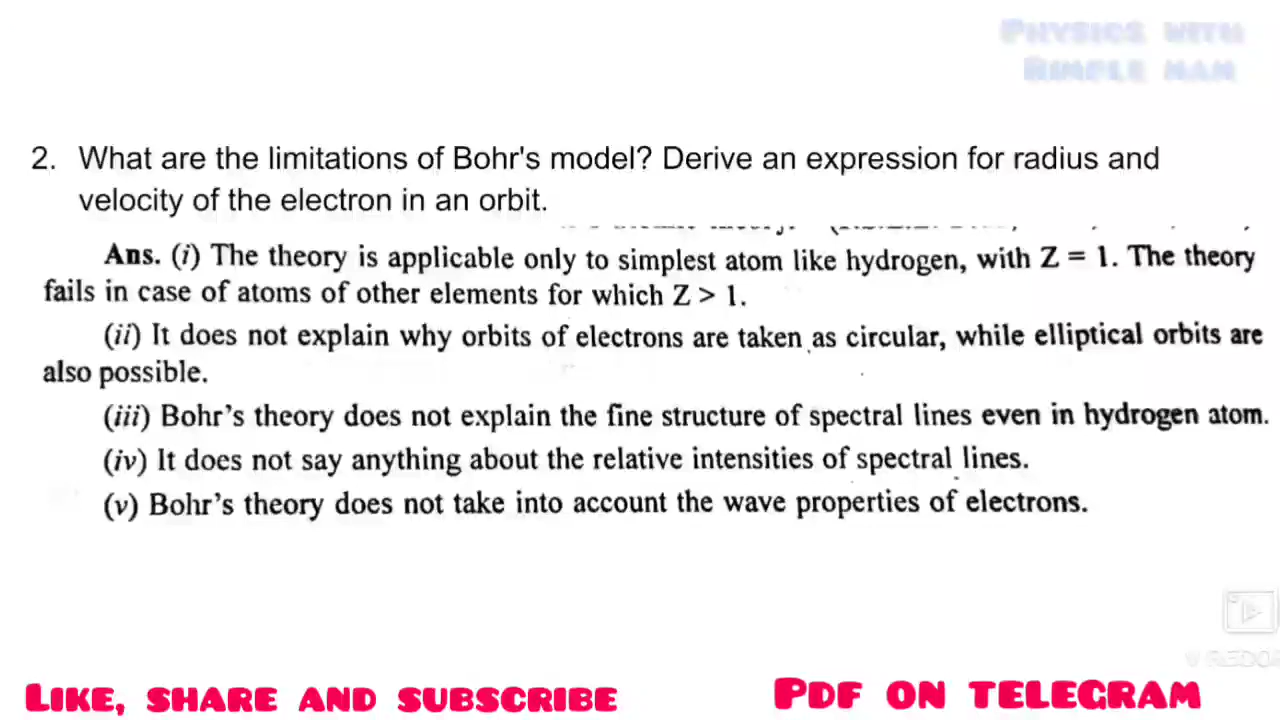 PHYSICS WITH
SIMPLE MAN
2. What are the limitations of Bohr's model? Derive an expression for radius and
velocity of the electron in an orbit.
Ans. (i) The theory is applicable only to simplest atom like hydrogen, with Z = 1. The theory
fails in case of atoms of other elements for which Z > 1.
(ii) It does not explain why orbits of electrons are taken as circular, while elliptical orbits are
also possible.
(iii) Bohr's theory does not explain the fine structure of spectral lines even in hydrogen atom.
(iv) It does not say anything about the relative intensities of spectral lines.
(v) Bohr's theory does not take into account the wave properties of electrons.
LIKE, SHARE AND SUBSCRIBE
PDF ON TELEGRAM